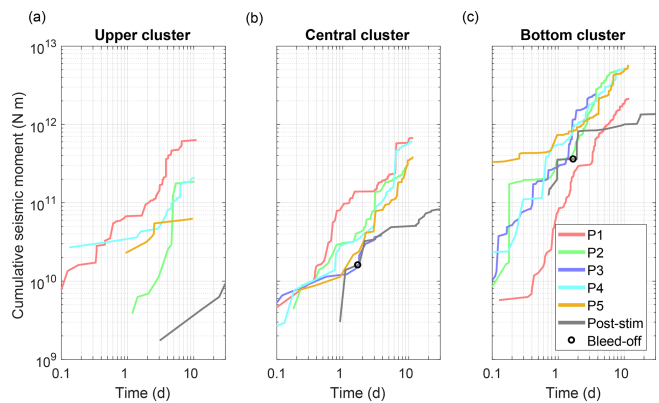 (a)
Upper cluster
(b)
Central cluster
(c)
Bottom cluster
Cumulative seismic moment (N m)
10^13
10^12
10^11
10^10
10^9
0.1
1
10
Time (d)
0.1
1
10
Time (d)
0.1
1
10
Time (d)
P1
P2
P3
P4
P5
Post-stim
Bleed-off